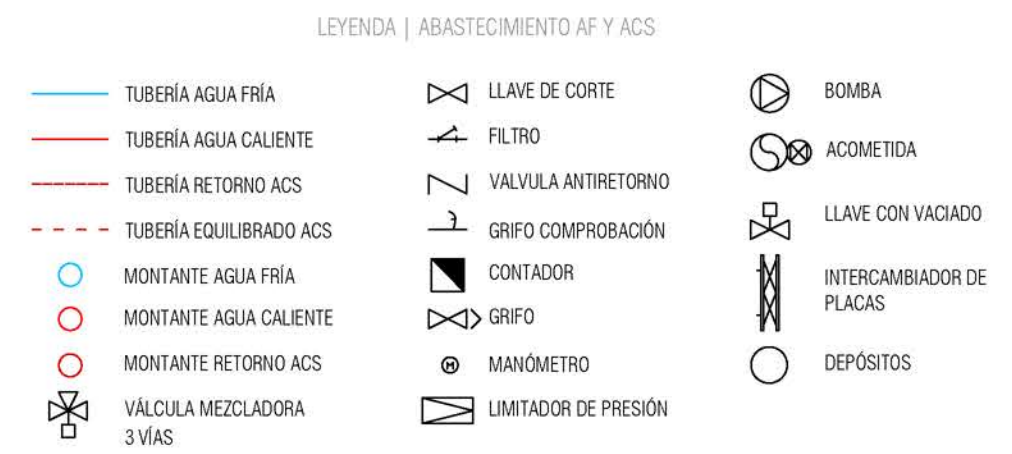 LEYENDA | ABASTECIMIENTO AF Y ACS
TUBERÍA AGUA FRÍA
TUBERÍA AGUA CALIENTE
TUBERÍA RETORNO ACS
TUBERÍA EQUILIBRADO ACS
MONTANTE AGUA FRÍA
MONTANTE AGUA CALIENTE
MONTANTE RETORNO ACS
VÁLCULA MEZCLADORA
3 VÍAS
LLAVE DE CORTE
FILTRO
VALVULA ANTIRETORNO
GRIFO COMPROBACIÓN
CONTADOR
GRIFO
M
MANÓMETRO
LIMITADOR DE PRESIÓN
BOMBA
ACOMETIDA
LLAVE CON VACIADO
INTERCAMBIADOR DE
PLACAS
DEPÓSITOS